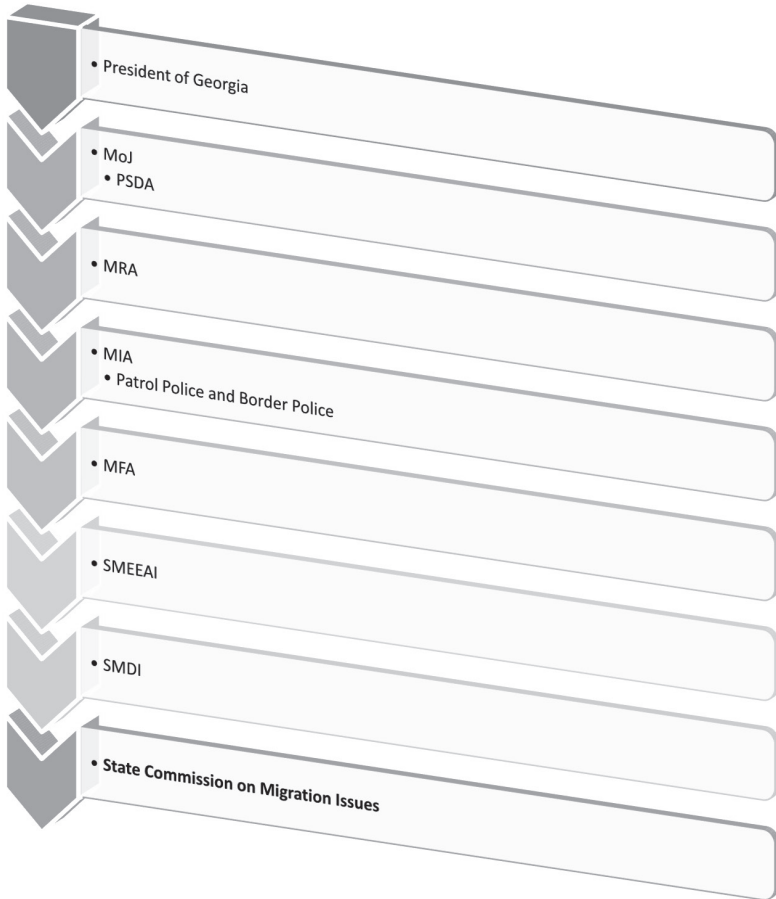 • President of Georgia
• MoJ
• PSDA
• MRA
• MIA
• Patrol Police and Border Police
• MFA
• SMEEAI
• SMDI
• State Commission on Migration Issues